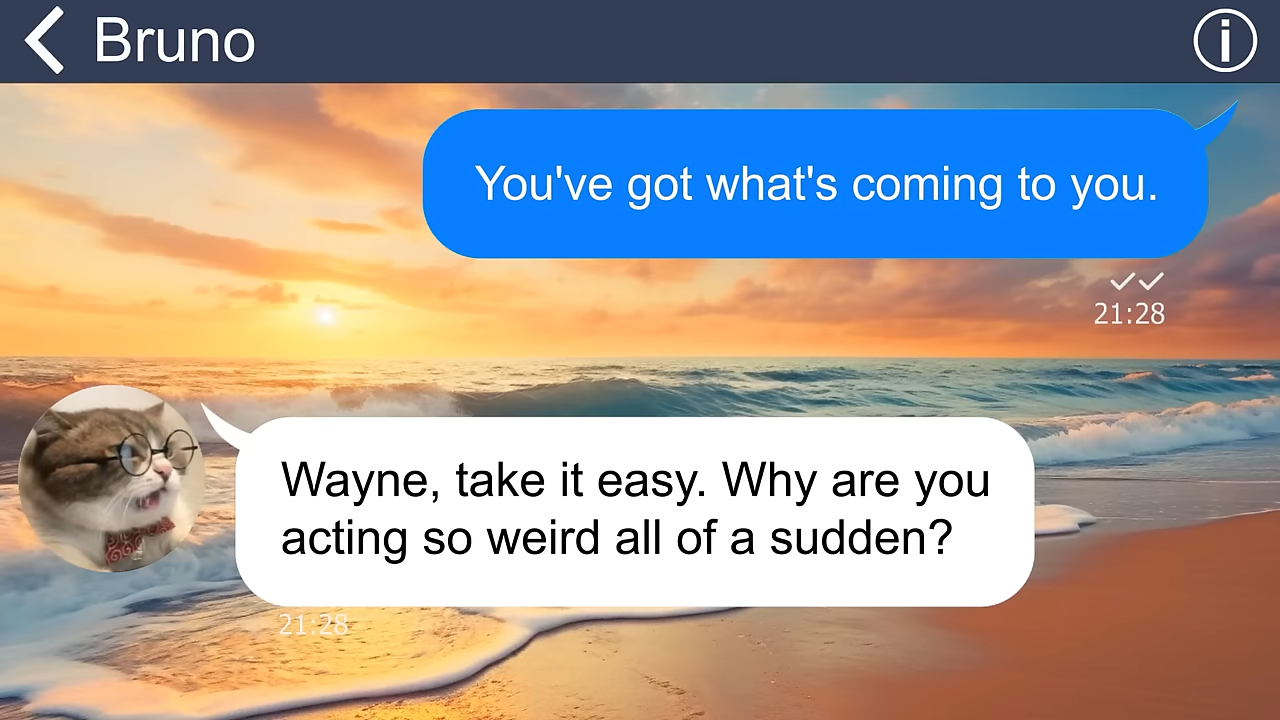 Bruno
You've got what's coming to you.
21:28
Wayne, take it easy. Why are you
acting so weird all of a sudden?
21:28